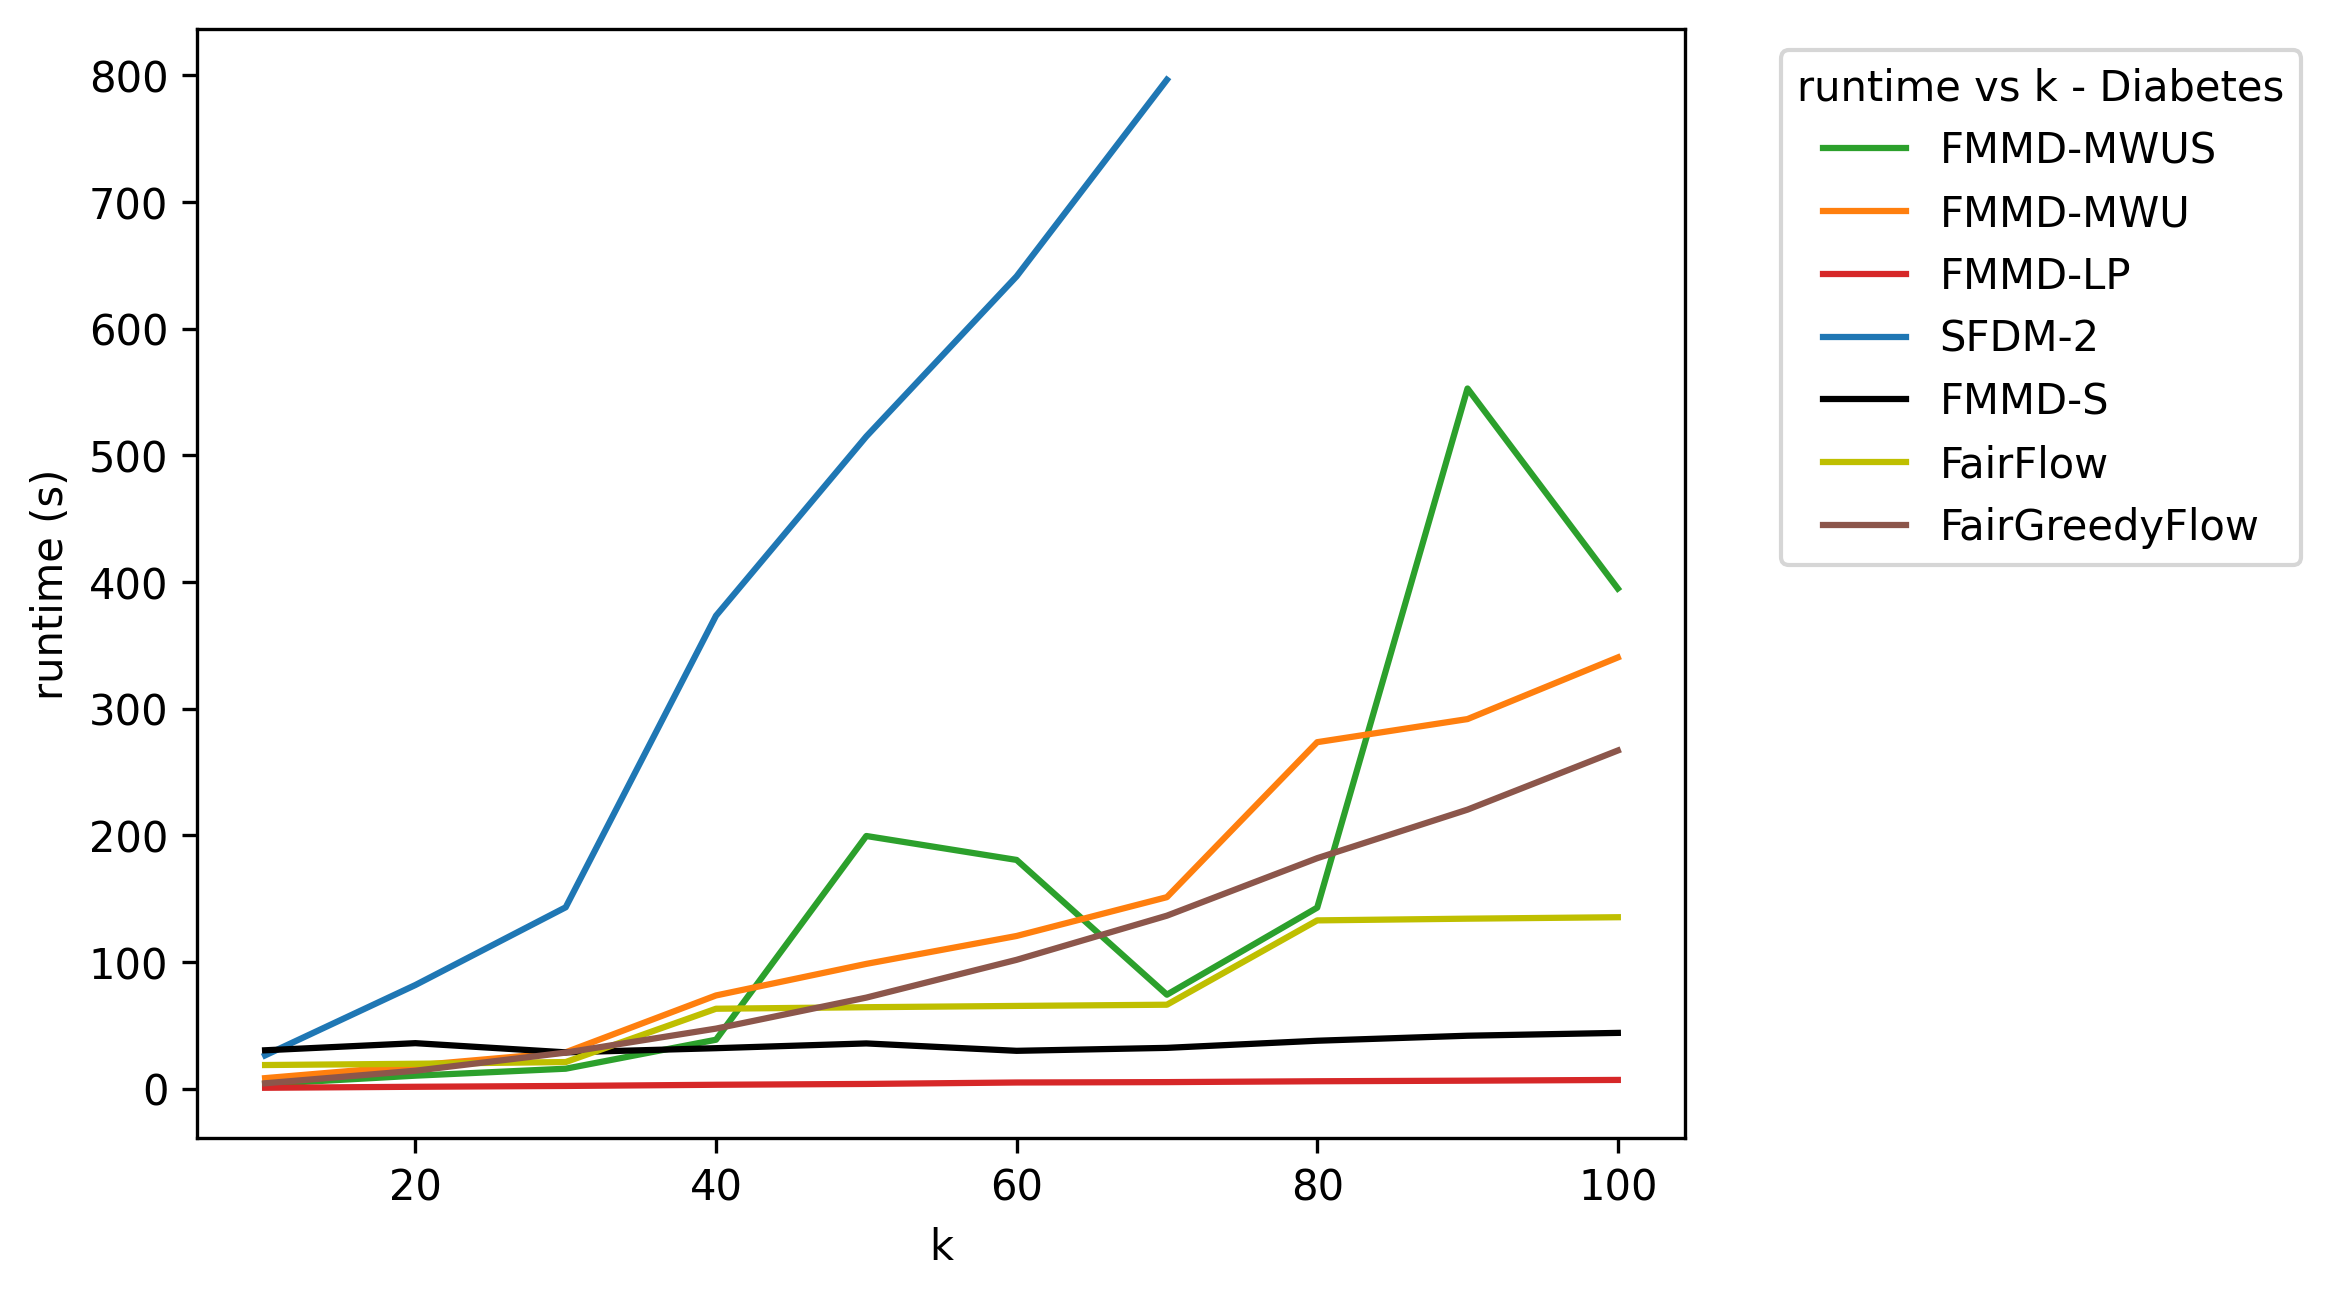 800
700
600
500
400
300
200
100
0
runtime (s)
20 40 60 80 100
k
runtime vs k - Diabetes
FMMD-MWUS
FMMD-MWU
FMMD-LP
SFDM-2
FMMD-S
FairFlow
FairGreedyFlow